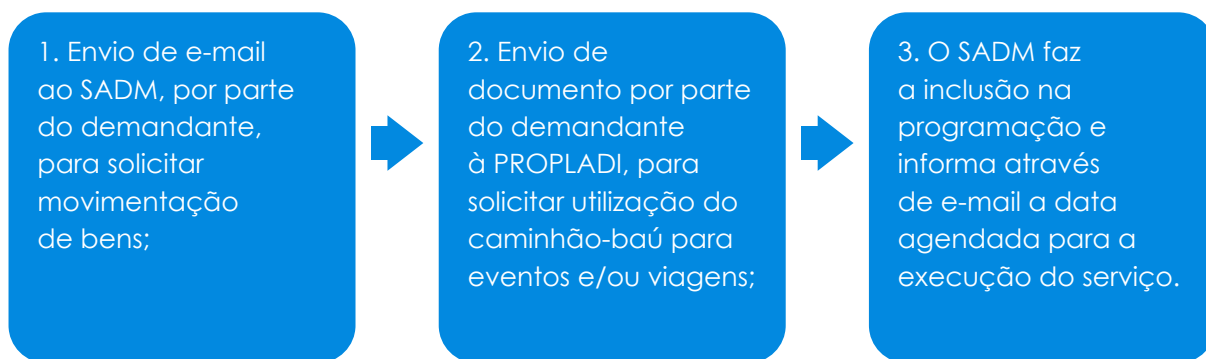 1. Envio de e-mail
ao SADM, por parte
do demandante,
para solicitar
movimentação
de bens;
2. Envio de
documento por parte
do demandante
à PROPLADI, para
solicitar utilização do
caminhão-baú para
eventos e/ou viagens;
3. O SADM faz
a inclusão na
programação e
informa através
de e-mail a data
agendada para a
execução do serviço.